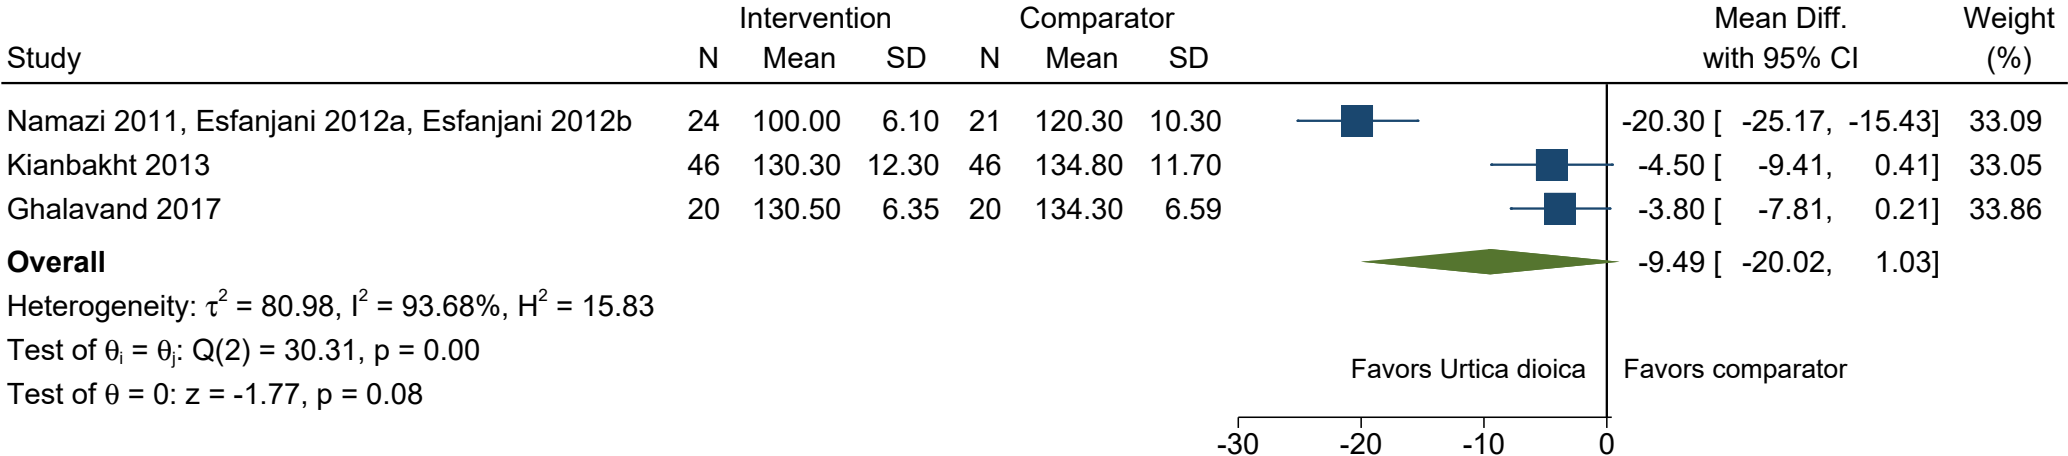 Intervention Comparator Mean Diff. Weight
Study N Mean SD N Mean SD with 95% CI (%)
Namazi 2011, Esfanjani 2012a, Esfanjani 2012b 24 100.00 6.10 21 120.30 10.30 -20.30 [ -25.17, -15.43] 33.09
Kianbakht 2013 46 130.30 12.30 46 134.80 11.70 -4.50 [ -9.41, 0.41] 33.05
Ghalavand 2017 20 130.50 6.35 20 134.30 6.59 -3.80 [ -7.81, 0.21] 33.86
Overall -9.49 [ -20.02, 1.03]
Heterogeneity: τ² = 80.98, I² = 93.68%, H² = 15.83
Test of θᵢ = θⱼ: Q(2) = 30.31, p = 0.00
Favors Urtica dioica Favors comparator
Test of θ = 0: z = -1.77, p = 0.08
-30 -20 -10 0